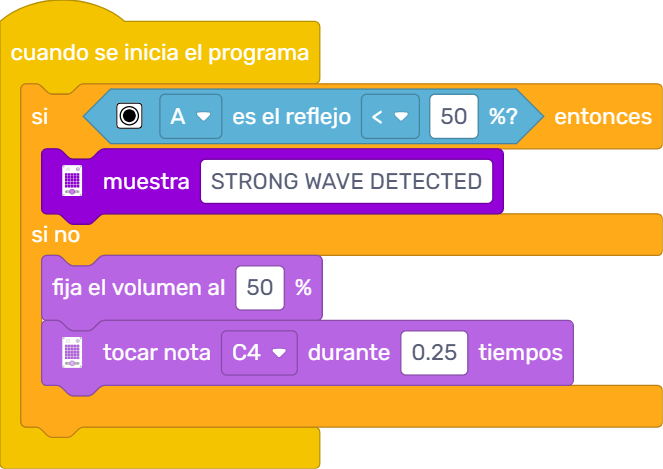 cuando se inicia el programa
si A es el reflejo < 50 %? entonces
muestra STRONG WAVE DETECTED
si no
fija el volumen al 50 %
tocar nota C4 durante 0.25 tiempos